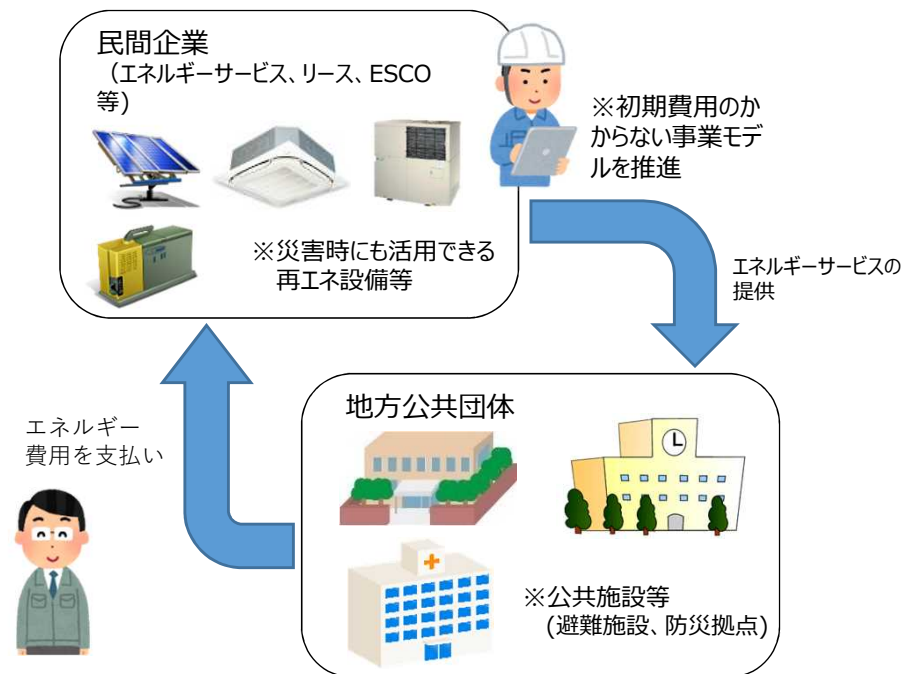 民間企業
（エネルギーサービス、リース、ESCO
等）
※初期費用のか
からない事業モデ
ルを推進
※災害時にも活用できる
再エネ設備等
エネルギーサービスの
提供
地方公共団体
エネルギー
費用を支払い
※公共施設等
(避難施設、防災拠点)